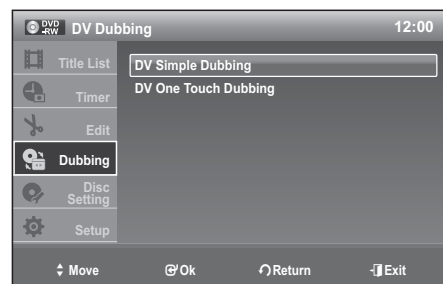 DVD-RW DV Dubbing 12:00
Title List
Timer
Edit
Dubbing
Disc
Setting
Setup
DV Simple Dubbing
DV One Touch Dubbing
Move Ok Return Exit